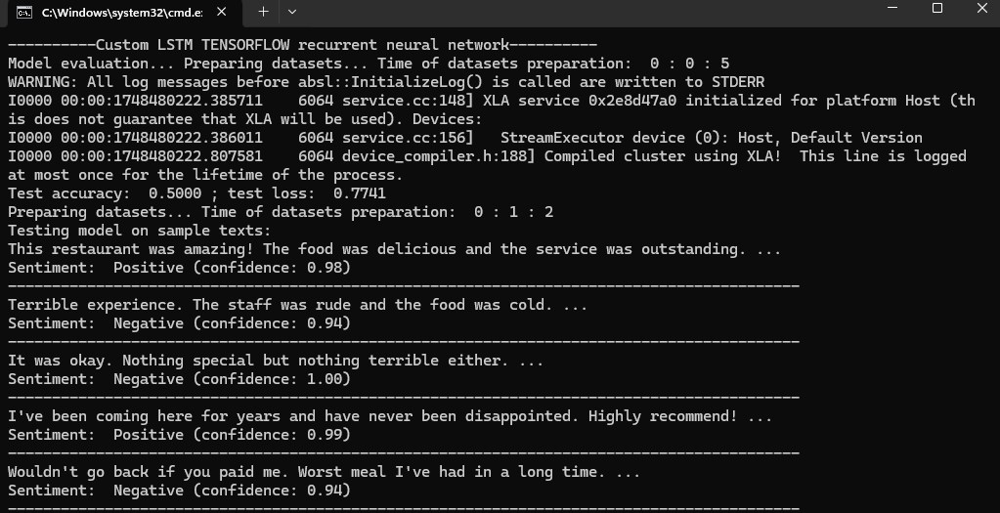 C:\Windows\system32\cmd.e
----------Custom LSTM TENSORFLOW recurrent neural network----------
Model evaluation... Preparing datasets... Time of datasets preparation:  0 : 0 : 5
WARNING: All log messages before absl::InitializeLog() is called are written to STDERR
I0000 00:00:1748480222.385711    6064 service.cc:148] XLA service 0x2e8d47a0 initialized for platform Host (th
is does not guarantee that XLA will be used). Devices:
I0000 00:00:1748480222.386011    6064 service.cc:156]   StreamExecutor device (0): Host, Default Version
I0000 00:00:1748480222.807581    6064 device_compiler.h:188] Compiled cluster using XLA!  This line is logged
at most once for the lifetime of the process.
Test accuracy:  0.5000 ; test loss:  0.7741
Preparing datasets... Time of datasets preparation:  0 : 1 : 2
Testing model on sample texts:
This restaurant was amazing! The food was delicious and the service was outstanding. ...
Sentiment:  Positive (confidence: 0.98)
------------------------------------------------------------------------------------------
Terrible experience. The staff was rude and the food was cold. ...
Sentiment:  Negative (confidence: 0.94)
------------------------------------------------------------------------------------------
It was okay. Nothing special but nothing terrible either. ...
Sentiment:  Negative (confidence: 1.00)
------------------------------------------------------------------------------------------
I've been coming here for years and have never been disappointed. Highly recommend! ...
Sentiment:  Positive (confidence: 0.99)
------------------------------------------------------------------------------------------
Wouldn't go back if you paid me. Worst meal I've had in a long time. ...
Sentiment:  Negative (confidence: 0.94)
------------------------------------------------------------------------------------------